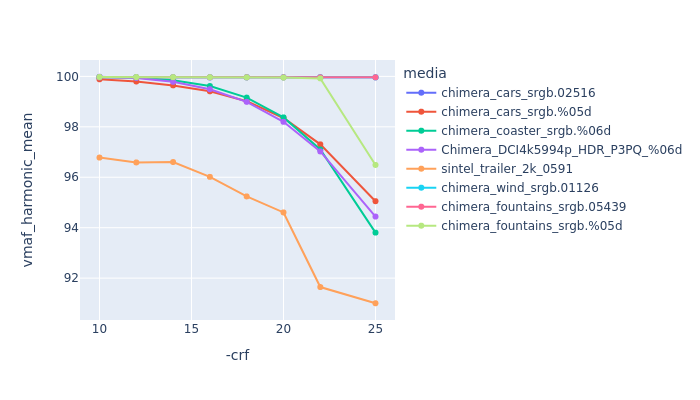 media
chimera_cars_srgb.02516
chimera_cars_srgb.%05d
chimera_coaster_srgb.%06d
Chimera_DCI4k5994p_HDR_P3PQ_%06d
sintel_trailer_2k_0591
chimera_wind_srgb.01126
chimera_fountains_srgb.05439
chimera_fountains_srgb.%05d
vmaf_harmonic_mean
100
98
96
94
92
10
15
20
25
-crf